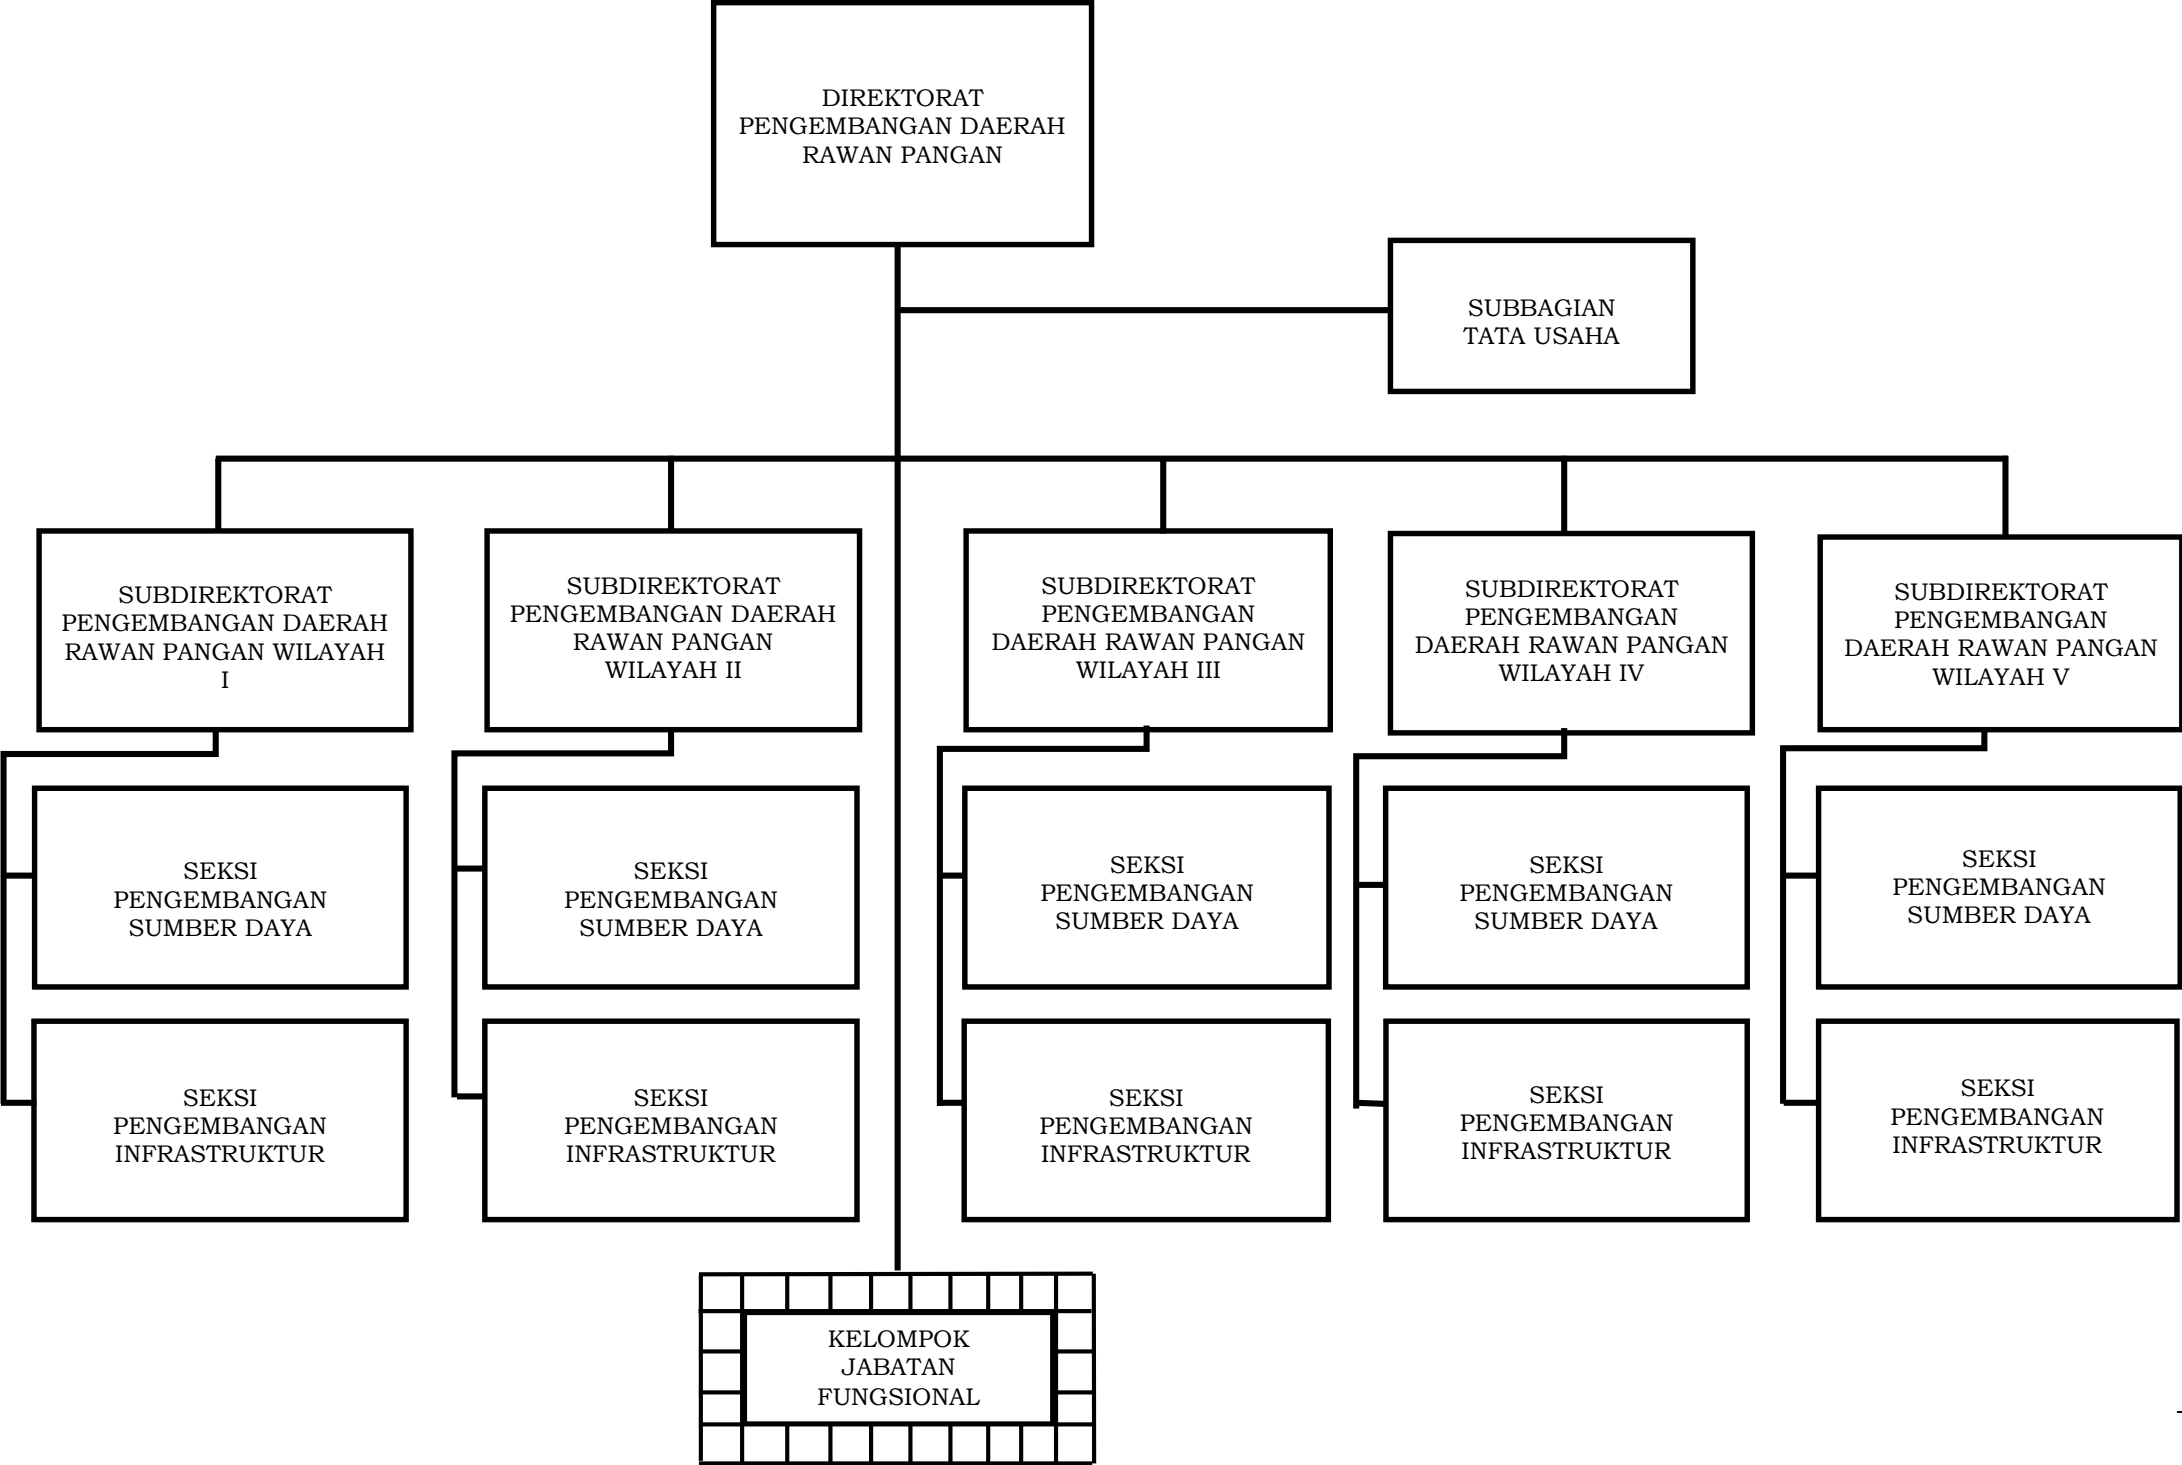 DIREKTORAT
PENGEMBANGAN DAERAH
RAWAN PANGAN
SUBBAGIAN
TATA USAHA
SUBDIREKTORAT
PENGEMBANGAN DAERAH
RAWAN PANGAN WILAYAH
I
SUBDIREKTORAT
PENGEMBANGAN DAERAH
RAWAN PANGAN
WILAYAH II
SUBDIREKTORAT
PENGEMBANGAN
DAERAH RAWAN PANGAN
WILAYAH III
SUBDIREKTORAT
PENGEMBANGAN
DAERAH RAWAN PANGAN
WILAYAH IV
SUBDIREKTORAT
PENGEMBANGAN
DAERAH RAWAN PANGAN
WILAYAH V
SEKSI
PENGEMBANGAN
SUMBER DAYA
SEKSI
PENGEMBANGAN
SUMBER DAYA
SEKSI
PENGEMBANGAN
SUMBER DAYA
SEKSI
PENGEMBANGAN
SUMBER DAYA
SEKSI
PENGEMBANGAN
SUMBER DAYA
SEKSI
PENGEMBANGAN
INFRASTRUKTUR
SEKSI
PENGEMBANGAN
INFRASTRUKTUR
SEKSI
PENGEMBANGAN
INFRASTRUKTUR
SEKSI
PENGEMBANGAN
INFRASTRUKTUR
SEKSI
PENGEMBANGAN
INFRASTRUKTUR
KELOMPOK
JABATAN
FUNGSIONAL